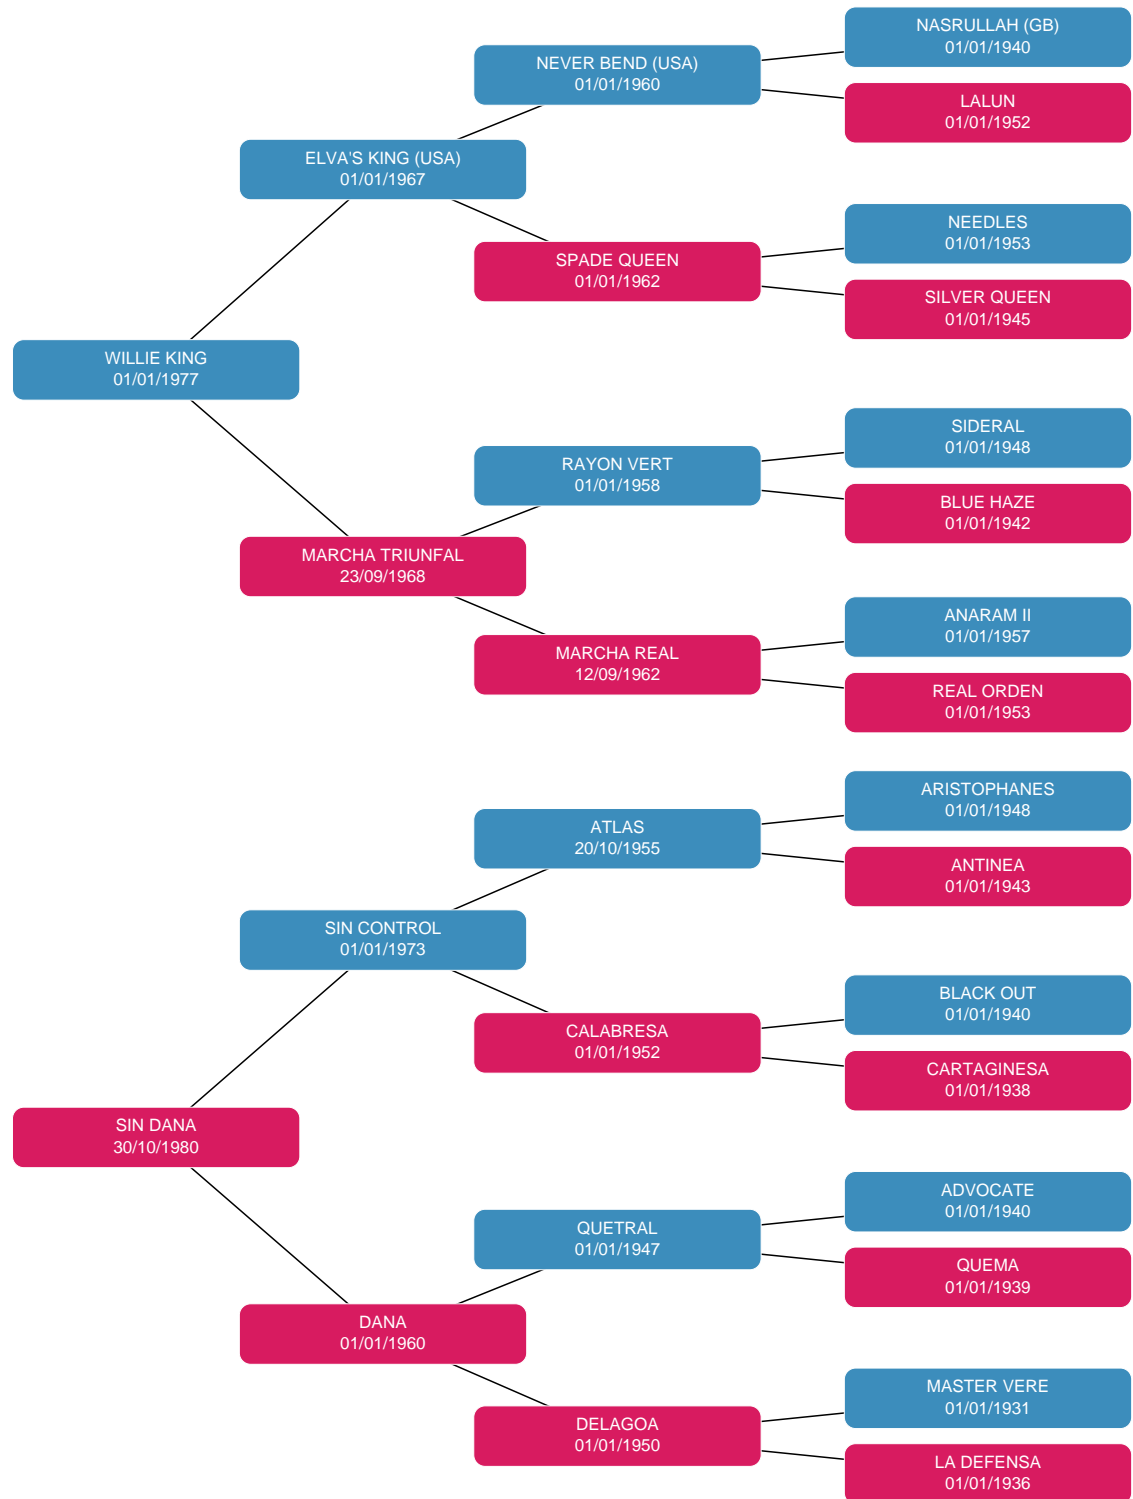 NASRULLAH (GB)
01/01/1940
NEVER BEND (USA)
01/01/1960
LALUN
01/01/1952
ELVA'S KING (USA)
01/01/1967
NEEDLES
01/01/1953
SPADE QUEEN
01/01/1962
SILVER QUEEN
01/01/1945
WILLIE KING
01/01/1977
SIDERAL
01/01/1948
RAYON VERT
01/01/1958
BLUE HAZE
01/01/1942
MARCHA TRIUNFAL
23/09/1968
ANARAM II
01/01/1957
MARCHA REAL
12/09/1962
REAL ORDEN
01/01/1953
ARISTOPHANES
01/01/1948
ATLAS
20/10/1955
ANTINEA
01/01/1943
SIN CONTROL
01/01/1973
BLACK OUT
01/01/1940
CALABRESA
01/01/1952
CARTAGINESA
01/01/1938
SIN DANA
30/10/1980
ADVOCATE
01/01/1940
QUETRAL
01/01/1947
QUEMA
01/01/1939
DANA
01/01/1960
MASTER VERE
01/01/1931
DELAGOA
01/01/1950
LA DEFENSA
01/01/1936